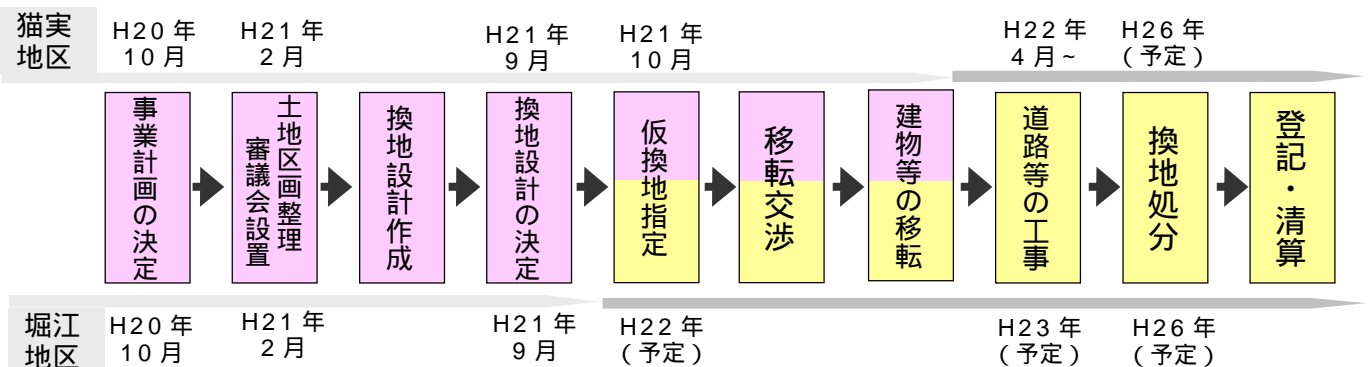 猫実
地区
H20年
10月
H21年
2月
H21年
9月
H21年
10月
H22年
4月~
H26年
(予定)
事業計画の決定
土地区画整理
審議会設置
換地設計作成
換地設計の決定
仮換地指定
移転交渉
建物等の移転
道路等の工事
換地処分
登記・清算
堀江
地区
H20年
10月
H21年
2月
H21年
9月
H22年
(予定)
H23年
(予定)
H26年
(予定)